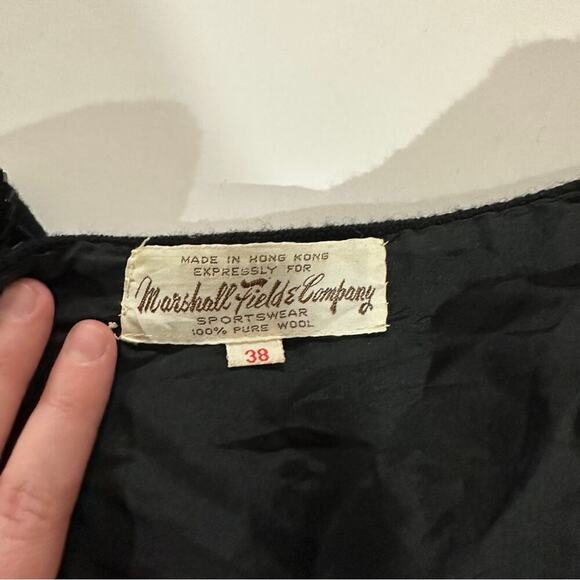 MADE IN HONG KONG
EXPRESSLY FOR
Marshall Field & Company
SPORTSWEAR
100% PURE WOOL
38